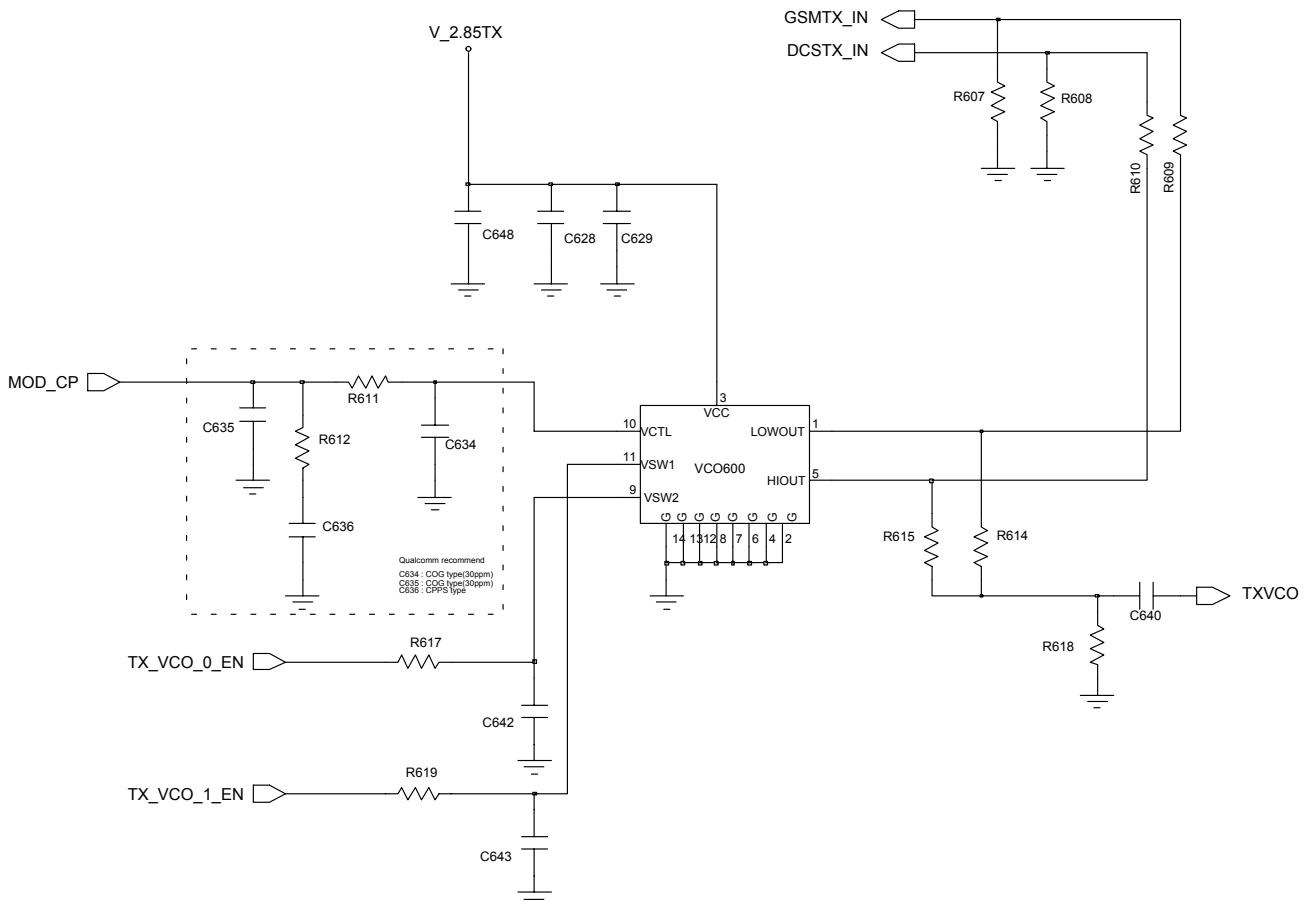 GSMTX_IN
V_2.85TX
DCSTX_IN
R607
R608
R610
R609
C648
C628
C629
MOD_CP
R611
3
VCC
C635
R612
C634
10
VCTL
LOWOUT
1
11
VSW1
VCO600
HIOUT
5
9
VSW2
G G G G G G G G
14 13 12 8 7 6 4 2
C636
R615
R614
Qualcomm recommend
C634 : COG type(30ppm)
C635 : COG type(30ppm)
C636 : CPPS type
TXVCO
C640
R617
R618
TX_VCO_0_EN
C642
R619
TX_VCO_1_EN
C643